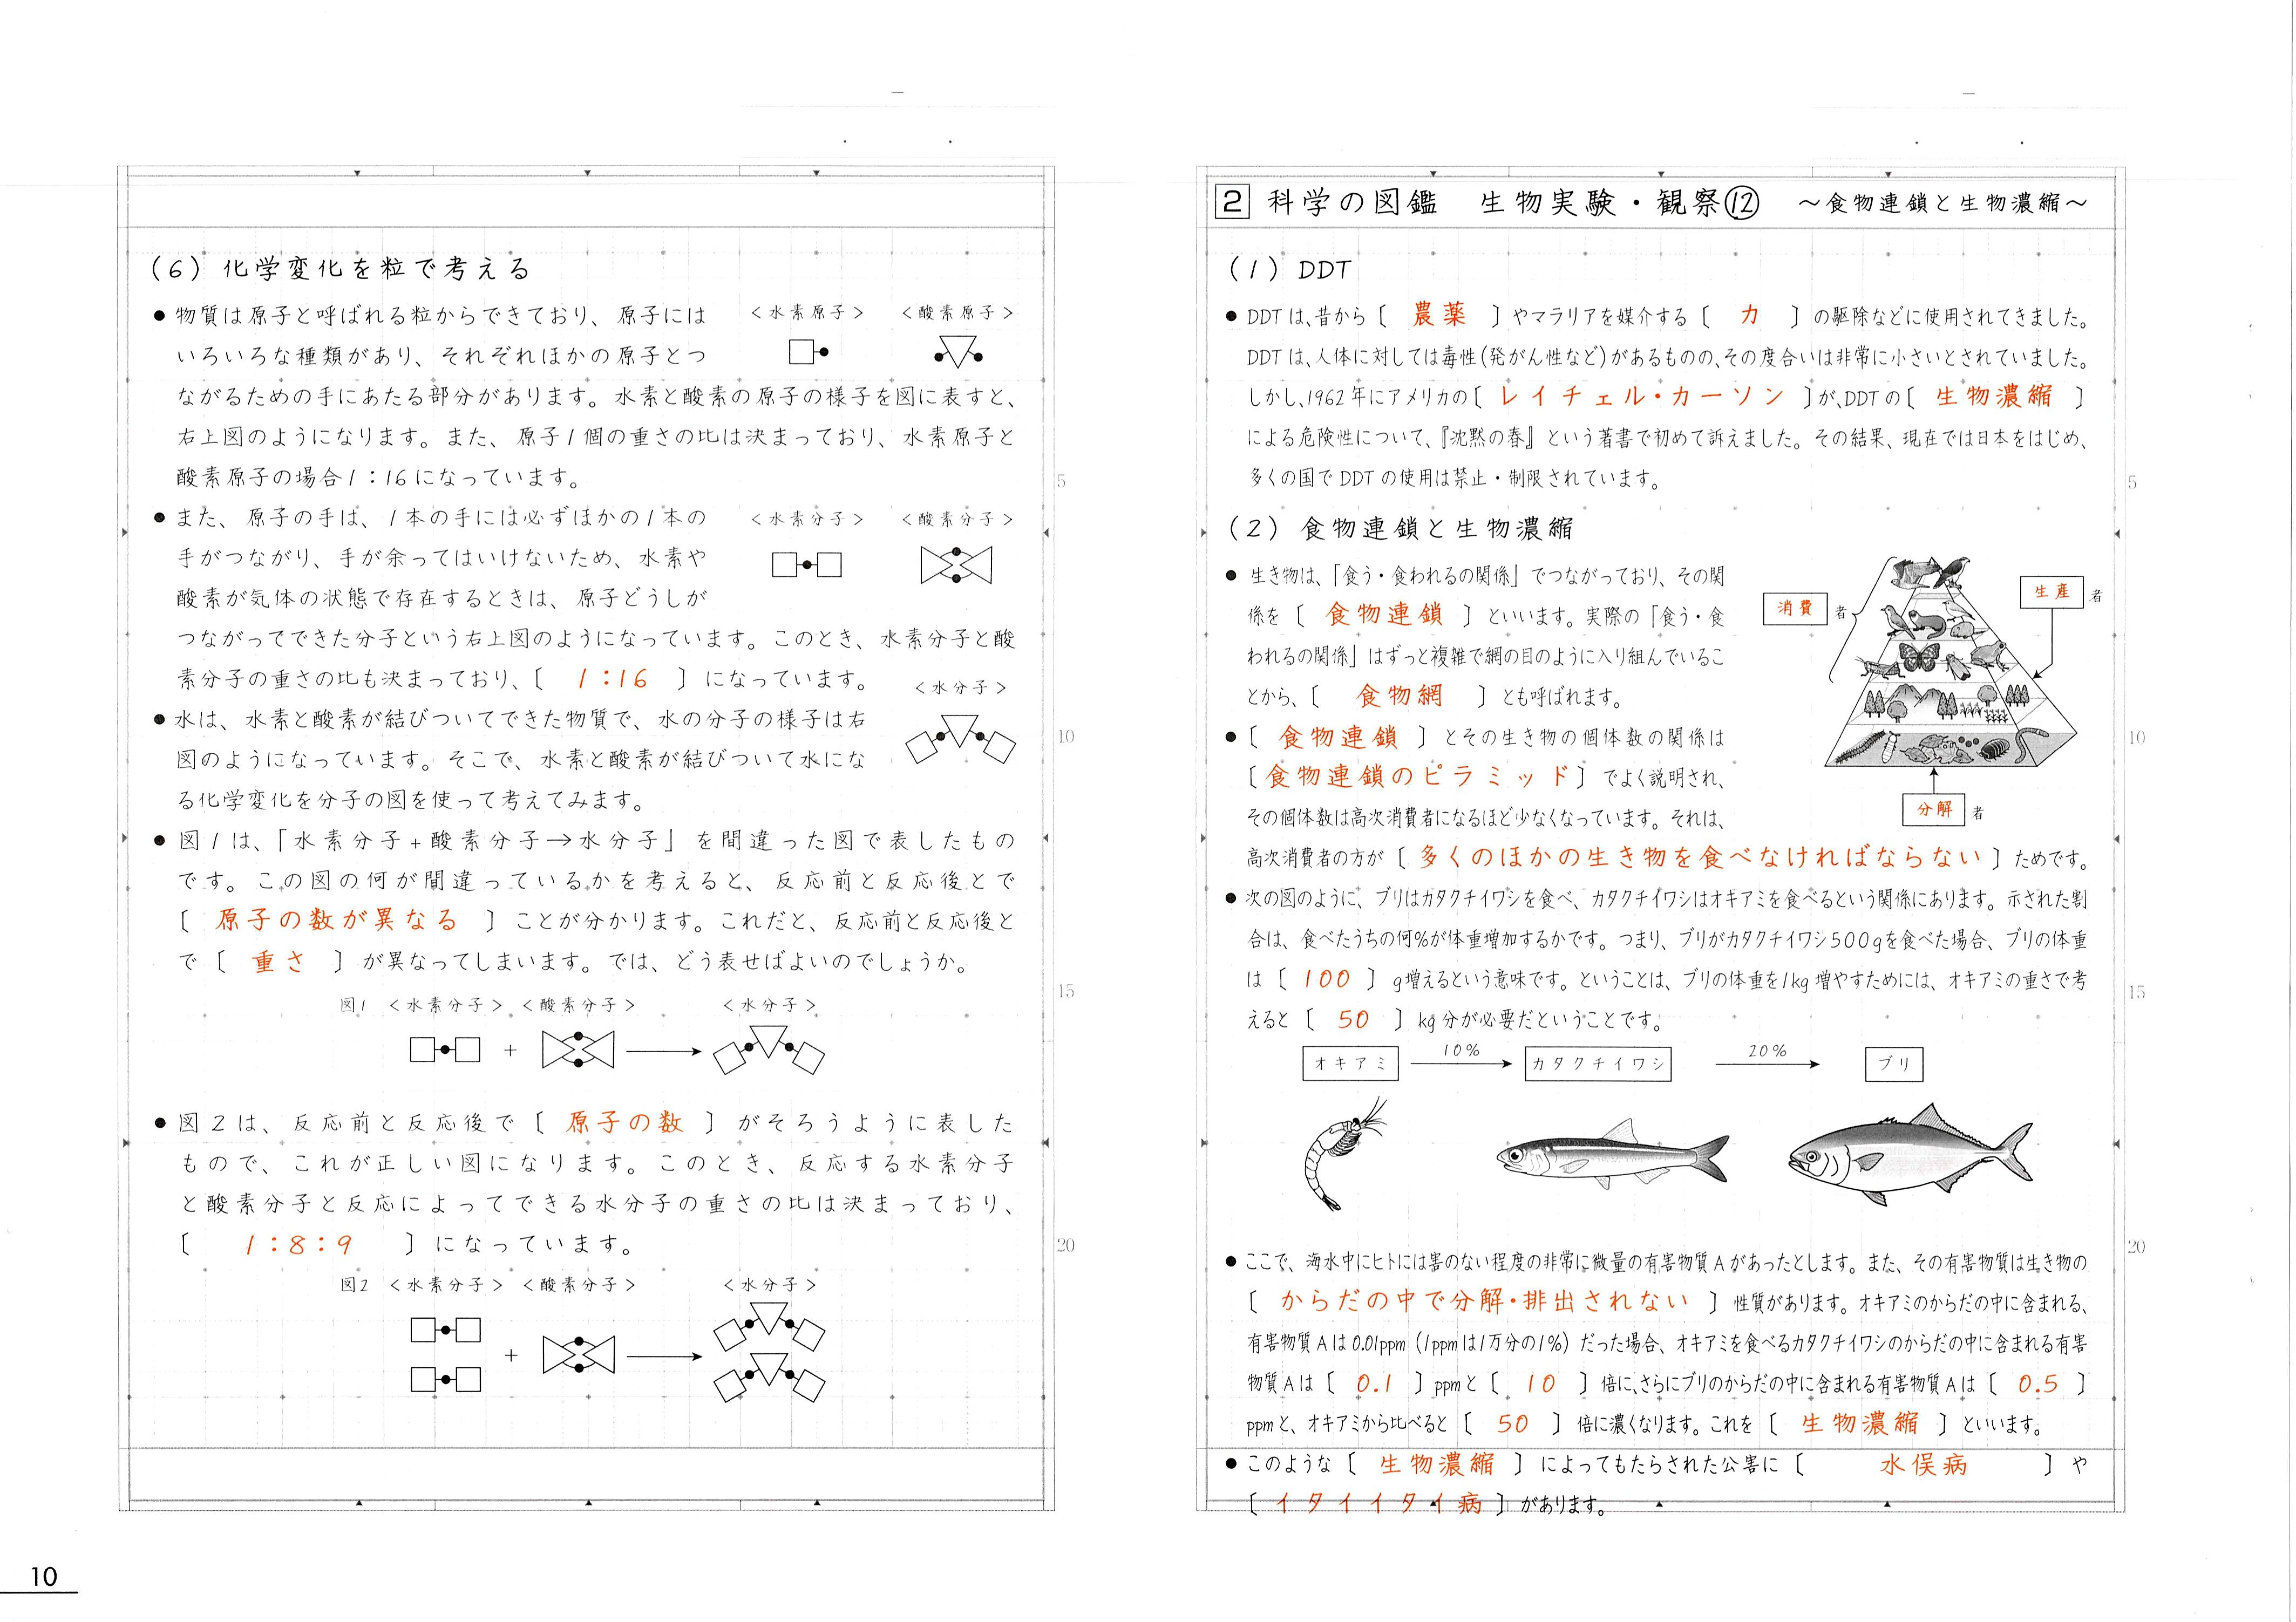 (6) 化学変化を粒で考える
● 物質は原子と呼ばれる粒からできており、原子には
いろいろな種類があり、それぞれほかの原子とつ
＜水素原子＞ ＜酸素原子＞
ながるための手にあたる部分があります。水素と酸素の原子の様子を図に表すと、
右上図のようになります。また、原子1個の重さの比は決まっており、水素原子と
酸素原子の場合1：16になっています。
● また、原子の手は、1本の手には必ずほかの1本の
手がつながり、手が余ってはいけないため、水素や
酸素が気体の状態で存在するときは、原子どうしが
＜水素分子＞ ＜酸素分子＞
つながってできた分子という右上図のようになっています。このとき、水素分子と酸
素分子の重さの比も決まっており、〔 1：16 〕になっています。
● 水は、水素と酸素が結びついてできた物質で、水の分子の様子は右
図のようになっています。そこで、水素と酸素が結びついて水にな
る化学変化を分子の図を使って考えてみます。
＜水分子＞
● 図1は、「水素分子+酸素分子→水分子」を間違った図で表したもの
です。この図の何が間違っているかを考えると、反応前と反応後とで
〔 原子の数が異なる 〕ことが分かります。これだと、反応前と反応後と
で〔 重さ 〕が異なってしまいます。では、どう表せばよいのでしょうか。
図1 ＜水素分子＞ ＜酸素分子＞ ＜水分子＞
+
● 図2は、反応前と反応後で〔 原子の数 〕がそろうように表した
もので、これが正しい図になります。このとき、反応する水素分子
と酸素分子と反応によってできる水分子の重さの比は決まっており、
〔 1：8：9 〕になっています。
図2 ＜水素分子＞ ＜酸素分子＞ ＜水分子＞
+
5
10
15
20
10
2 科学の図鑑 生物実験・観察⑫ ～食物連鎖と生物濃縮～
(1) DDT
● DDTは、昔から〔 農薬 〕やマラリアを媒介する〔 カ 〕の駆除などに使用されてきました。
DDTは、人体に対しては毒性(発がん性など)があるものの、その度合いは非常に小さいとされていました。
しかし、1962年にアメリカの〔 レイチェル・カーソン 〕が、DDTの〔 生物濃縮 〕
による危険性について、『沈黙の春』という著書で初めて訴えました。その結果、現在では日本をはじめ、
多くの国でDDTの使用は禁止・制限されています。
(2) 食物連鎖と生物濃縮
● 生き物は、「食う・食われるの関係」でつながっており、その関
係を〔 食物連鎖 〕といいます。実際の「食う・食
われるの関係」はずっと複雑で網の目のように入り組んでいるこ
とから、〔 食物網 〕とも呼ばれます。
● 〔 食物連鎖 〕とその生き物の個体数の関係は
〔 食物連鎖のピラミッド 〕でよく説明され、
その個体数は高次消費者になるほど少なくなっています。それは、
消費 者
生産 者
分解 者
高次消費者の方が〔 多くのほかの生き物を食べなければならない 〕ためです。
● 次の図のように、ブリはカタクチイワシを食べ、カタクチイワシはオキアミを食べるという関係にあります。示された割
合は、食べたうちの何%が体重増加するかです。つまり、ブリがカタクチイワシ500gを食べた場合、ブリの体重
は〔 100 〕g増えるという意味です。ということは、ブリの体重を1kg増やすためには、オキアミの重さで考
えると〔 50 〕kg分が必要だということです。
オキアミ 10% カタクチイワシ 20% ブリ
● ここで、海水中にヒトには害のない程度の非常に微量の有害物質Aがあったとします。また、その有害物質は生き物の
〔 からだの中で分解・排出されない 〕性質があります。オキアミのからだの中に含まれる、
有害物質Aは0.01ppm（1ppmは1万分の1%）だった場合、オキアミを食べるカタクチイワシのからだの中に含まれる有害
物質Aは〔 0.1 〕ppmと〔 10 〕倍に、さらにブリのからだの中に含まれる有害物質Aは〔 0.5 〕
ppmと、オキアミから比べると〔 50 〕倍に濃くなります。これを〔 生物濃縮 〕といいます。
● このような〔 生物濃縮 〕によってもたらされた公害に〔 水俣病 〕や
〔 イタイイタイ病 〕があります。
5
10
15
20